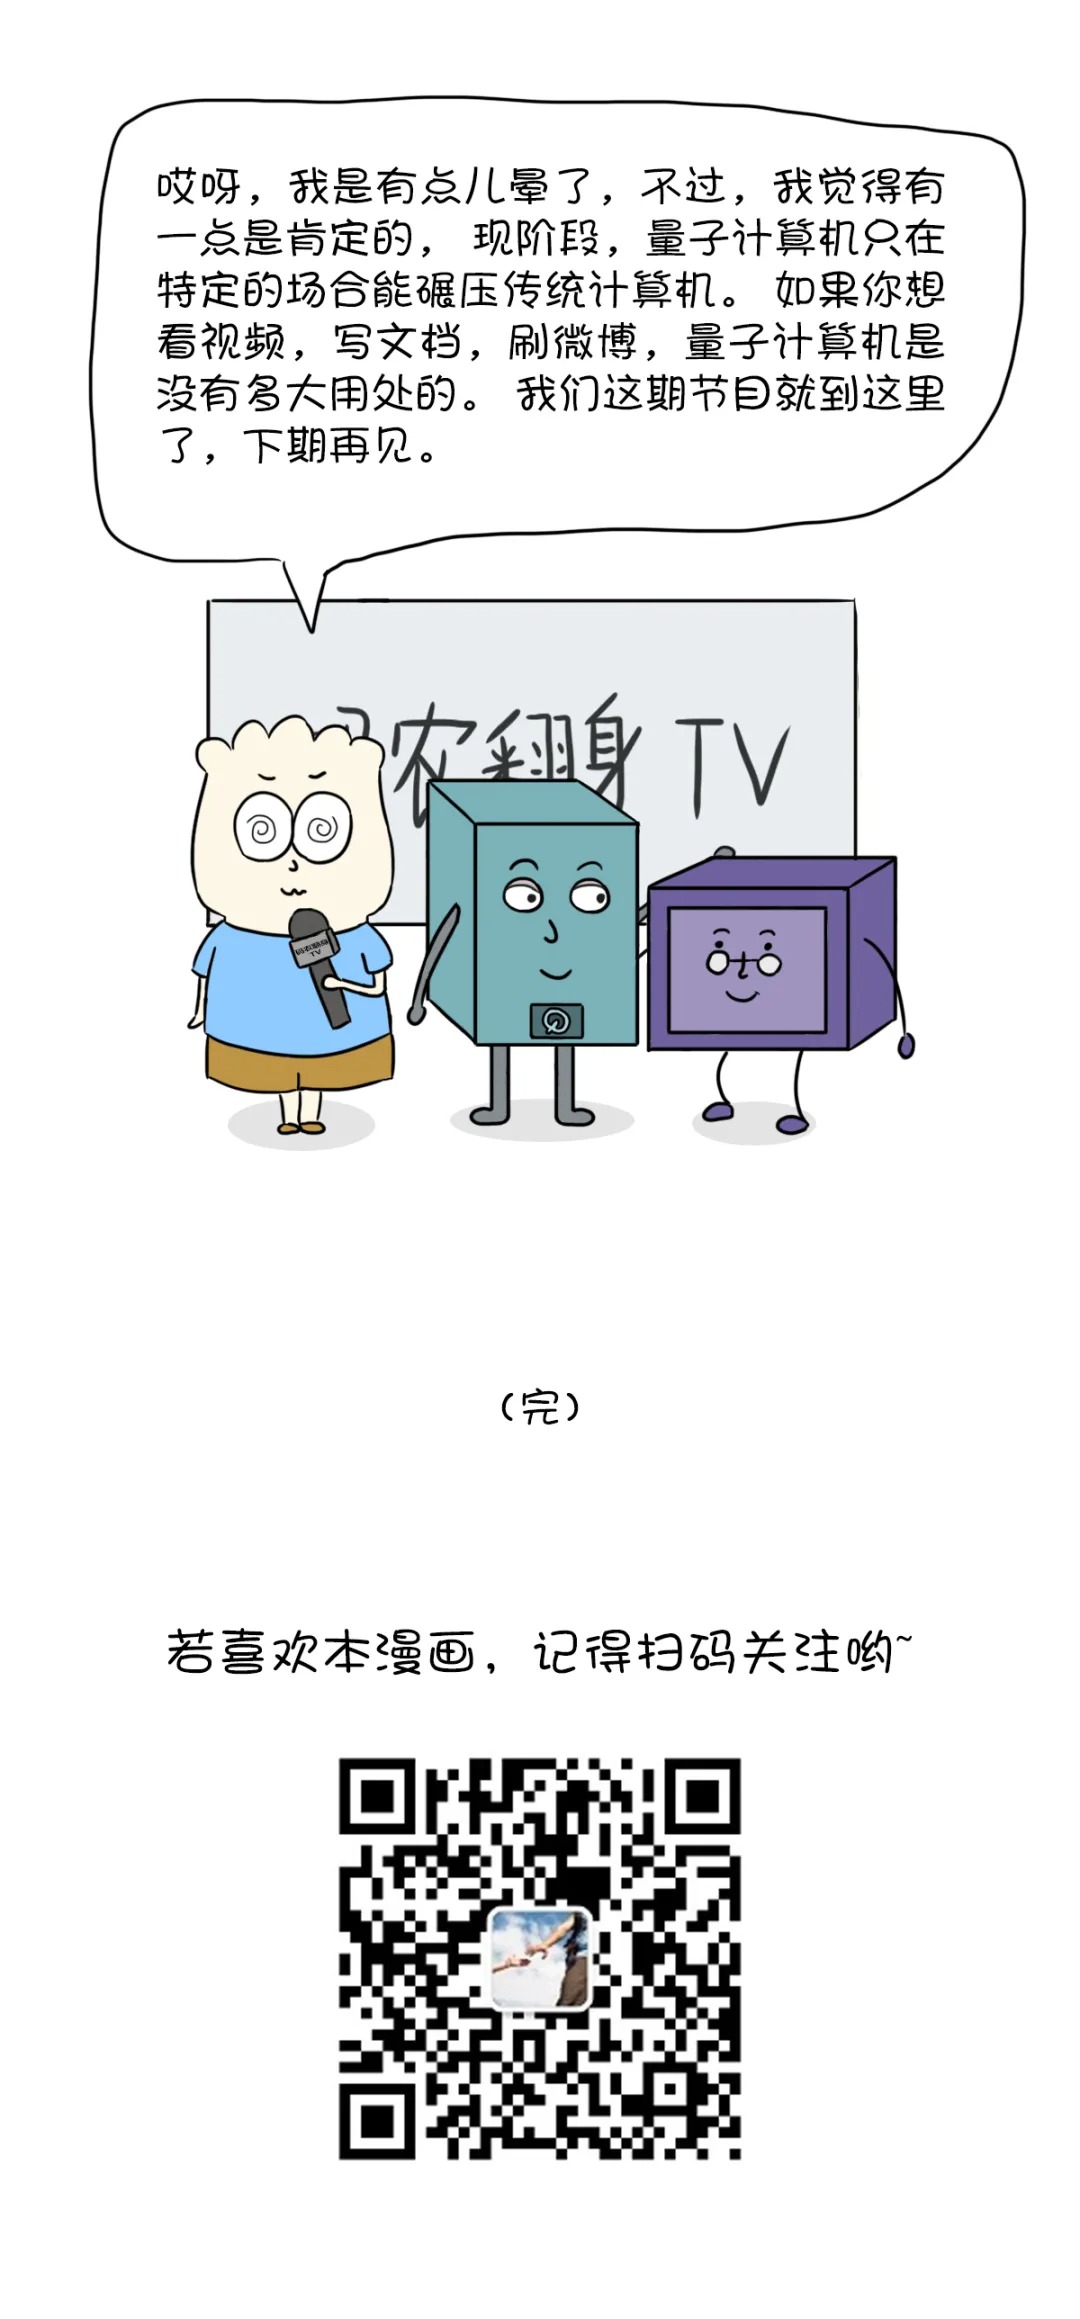 哎呀，我是有点儿晕了，不过，我觉得有
一点是肯定的， 现阶段，量子计算机只在
特定的场合能碾压传统计算机。 如果你想
看视频，写文档，刷微博，量子计算机是
没有多大用处的。 我们这期节目就到这里
了，下期再见。
农翻身 TV
码农翻身
TV
（完）
若喜欢本漫画，记得扫码关注哟~